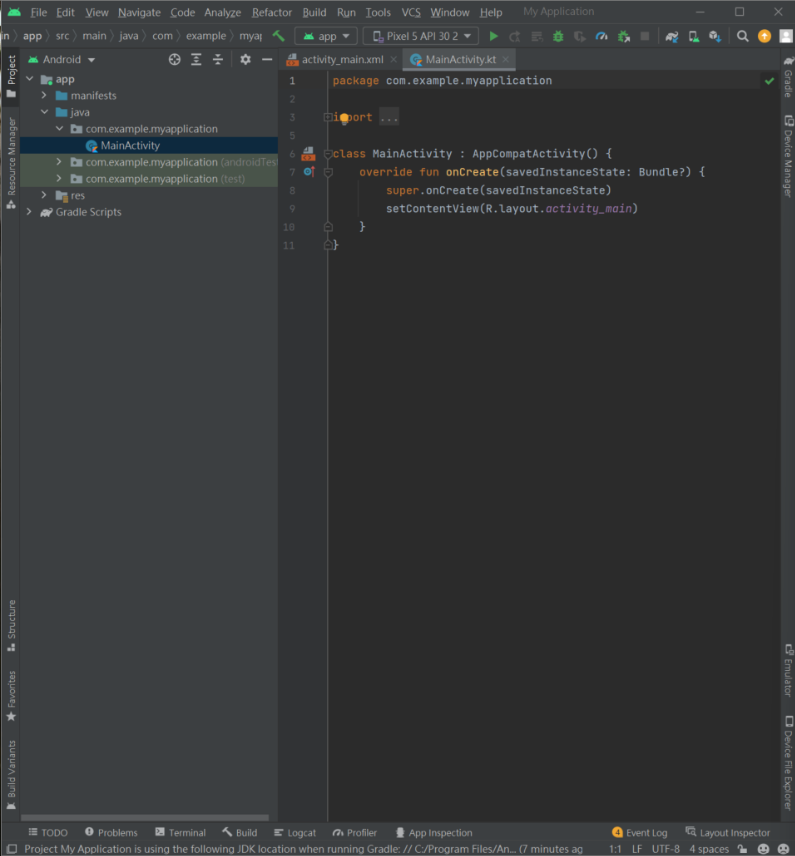 File Edit View Navigate Code Analyze Refactor Build Run Tools VCS Window Help My Application
in app src main java com example myap app Pixel 5 API 30 2
Android activity_main.xml MainActivity.kt
Project
Resource Manager
Structure
Favorites
Build Variants
app
manifests
java
com.example.myapplication
MainActivity
com.example.myapplication (androidTes
com.example.myapplication (test)
res
Gradle Scripts
1 package com.example.myapplication
2
3 import ...
5
6 class MainActivity : AppCompatActivity() {
7 override fun onCreate(savedInstanceState: Bundle?) {
8 super.onCreate(savedInstanceState)
9 setContentView(R.layout.activity_main)
10 }
11 }
Gradle
Device Manager
Emulator
Device File Explorer
TODO Problems Terminal Build Logcat Profiler App Inspection 4 Event Log Layout Inspector
Project My Application is using the following JDK location when running Gradle: // C:/Program Files/An... (7 minutes ag 1:1 LF UTF-8 4 spaces